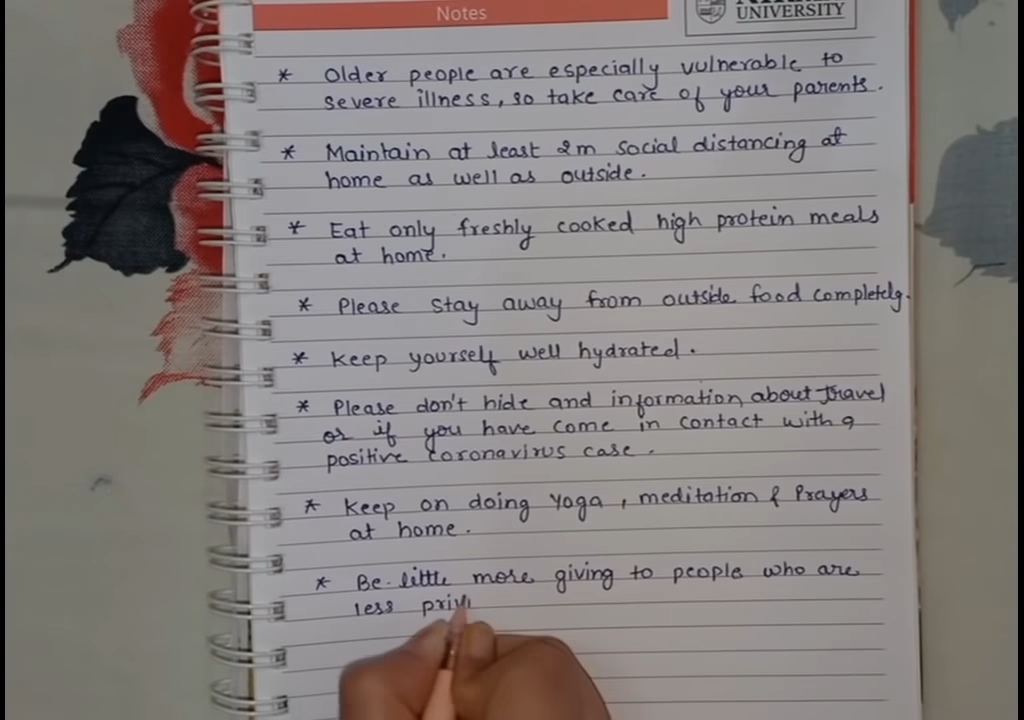 Notes
UNIVERSITY
* Older people are especially vulnerable to
severe illness, so take care of your parents.
* Maintain at least 2m social distancing at
home as well as outside.
* Eat only freshly cooked high protein meals
at home.
* Please stay away from outside food completely.
* Keep yourself well hydrated.
* Please don't hide and information about travel
or if you have come in contact with a
positive coronavirus case.
* Keep on doing Yoga, meditation & Prayers
at home.
* Be little more giving to people who are
less privi